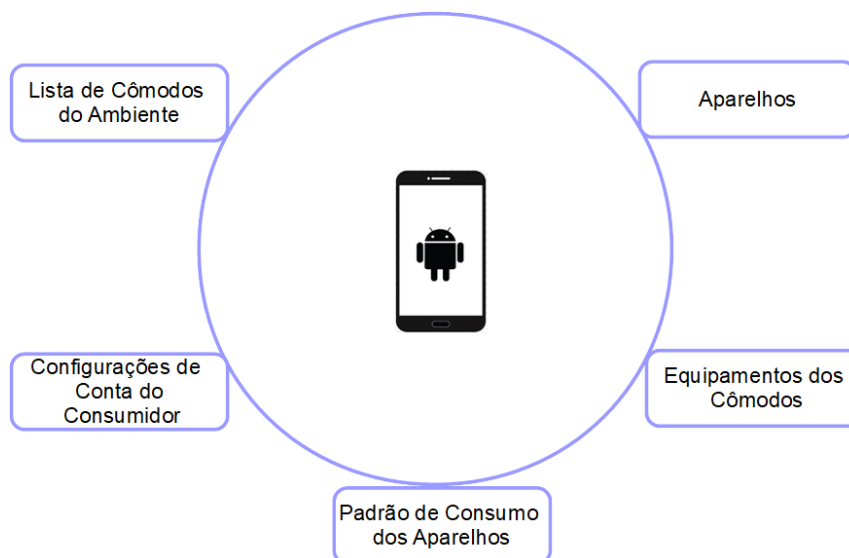 Lista de Cômodos
do Ambiente
Aparelhos
Configurações de
Conta do
Consumidor
Equipamentos dos
Cômodos
Padrão de Consumo
dos Aparelhos